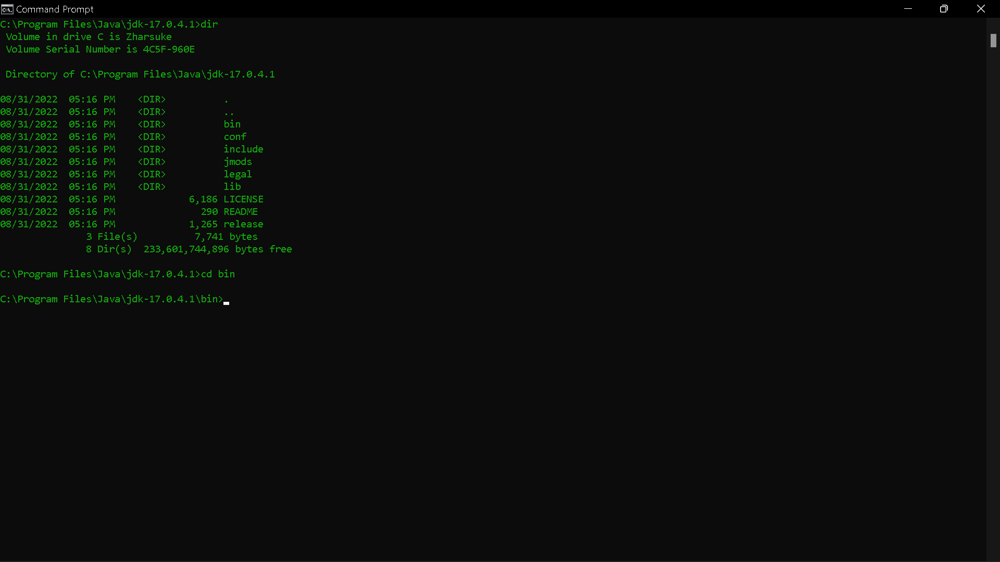 Command Prompt
C:\Program Files\Java\jdk-17.0.4.1>dir
 Volume in drive C is Zharsuke
 Volume Serial Number is 4C5F-960E

 Directory of C:\Program Files\Java\jdk-17.0.4.1

08/31/2022  05:16 PM    <DIR>          .
08/31/2022  05:16 PM    <DIR>          ..
08/31/2022  05:16 PM    <DIR>          bin
08/31/2022  05:16 PM    <DIR>          conf
08/31/2022  05:16 PM    <DIR>          include
08/31/2022  05:16 PM    <DIR>          jmods
08/31/2022  05:16 PM    <DIR>          legal
08/31/2022  05:16 PM    <DIR>          lib
08/31/2022  05:16 PM             6,186 LICENSE
08/31/2022  05:16 PM               290 README
08/31/2022  05:16 PM             1,265 release
               3 File(s)          7,741 bytes
               8 Dir(s)  233,601,744,896 bytes free

C:\Program Files\Java\jdk-17.0.4.1>cd bin

C:\Program Files\Java\jdk-17.0.4.1\bin>